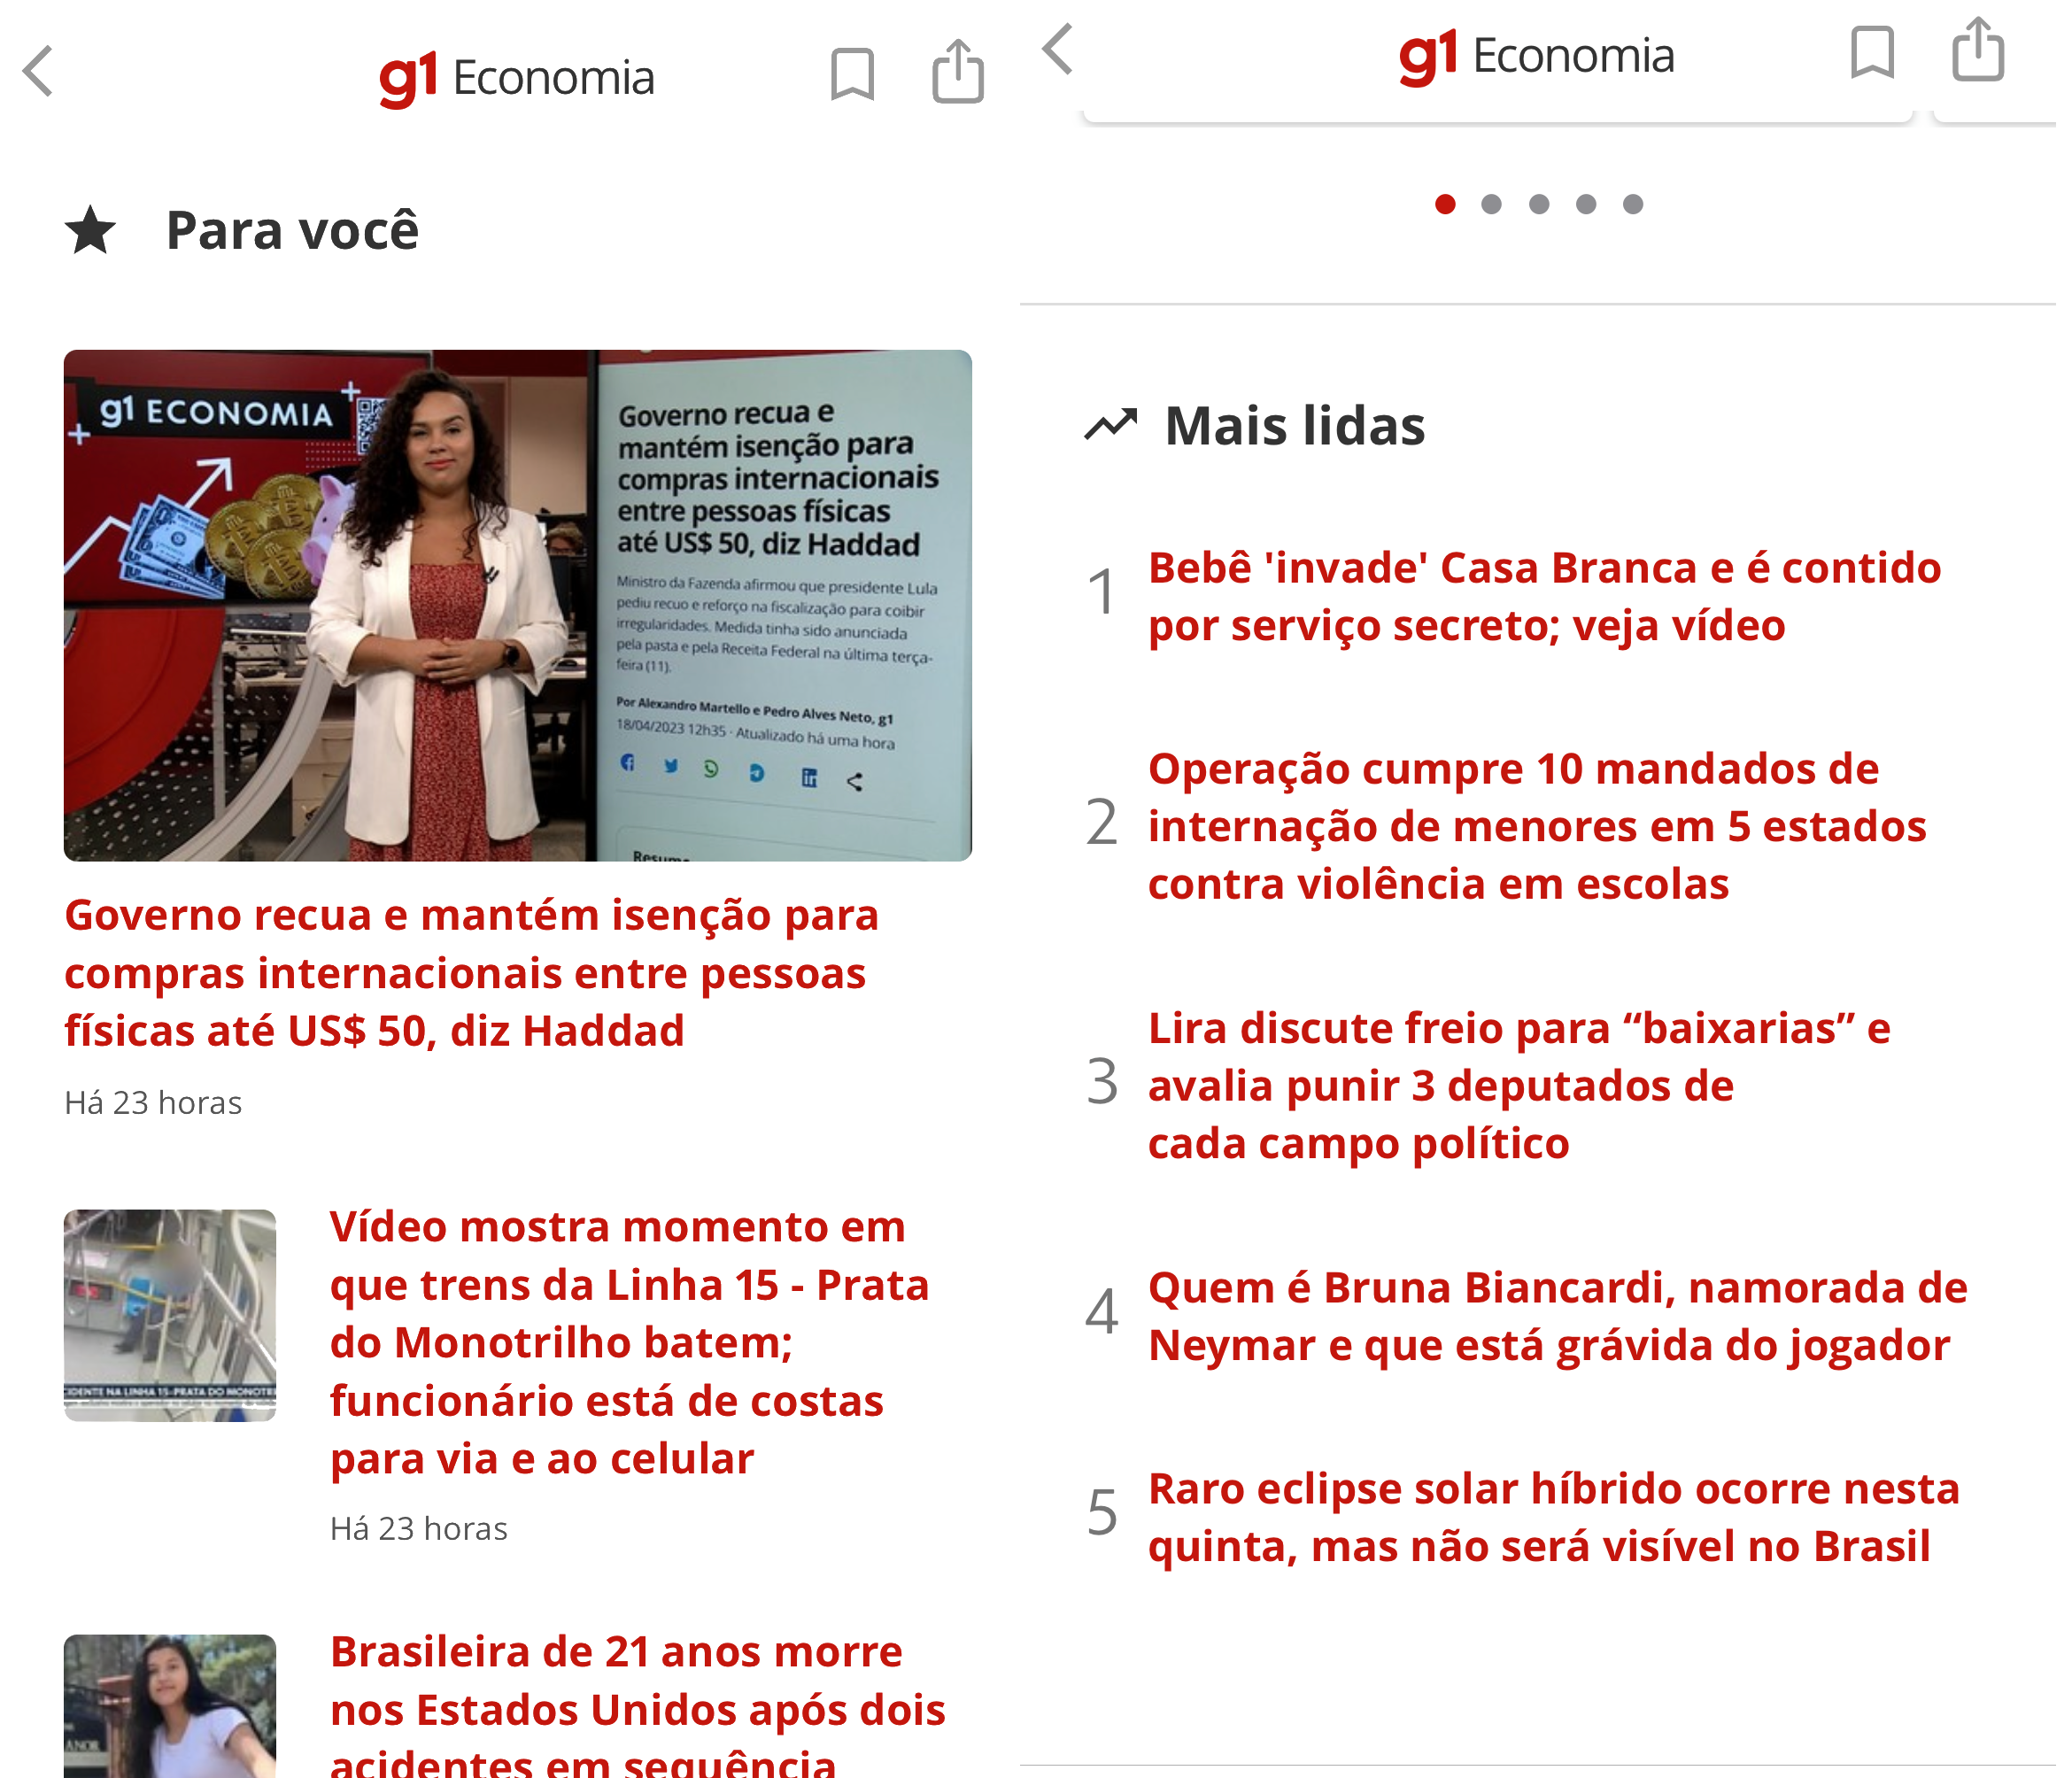 g1 Economia
Para você
g1 ECONOMIA
Governo recua e
mantém isenção para
compras internacionais
entre pessoas físicas
até US$ 50, diz Haddad
Ministro da Fazenda afirmou que presidente Lula
pediu recuo e reforço na fiscalização para coibir
irregularidades. Medida tinha sido anunciada
pela pasta e pela Receita Federal na última terça-
feira (11).
Por Alexandro Martello e Pedro Alves Neto, g1
18/04/2023 12h35 · Atualizado há uma hora
Governo recua e mantém isenção para
compras internacionais entre pessoas
físicas até US$ 50, diz Haddad
Há 23 horas
IDENTE NA LINHA 15-PRATA DO MONOTRI
Vídeo mostra momento em
que trens da Linha 15 - Prata
do Monotrilho batem;
funcionário está de costas
para via e ao celular
Há 23 horas
Brasileira de 21 anos morre
nos Estados Unidos após dois
acidentes em sequência
g1 Economia
Mais lidas
1
Bebê 'invade' Casa Branca e é contido
por serviço secreto; veja vídeo
2
Operação cumpre 10 mandados de
internação de menores em 5 estados
contra violência em escolas
3
Lira discute freio para “baixarias” e
avalia punir 3 deputados de
cada campo político
4
Quem é Bruna Biancardi, namorada de
Neymar e que está grávida do jogador
5
Raro eclipse solar híbrido ocorre nesta
quinta, mas não será visível no Brasil